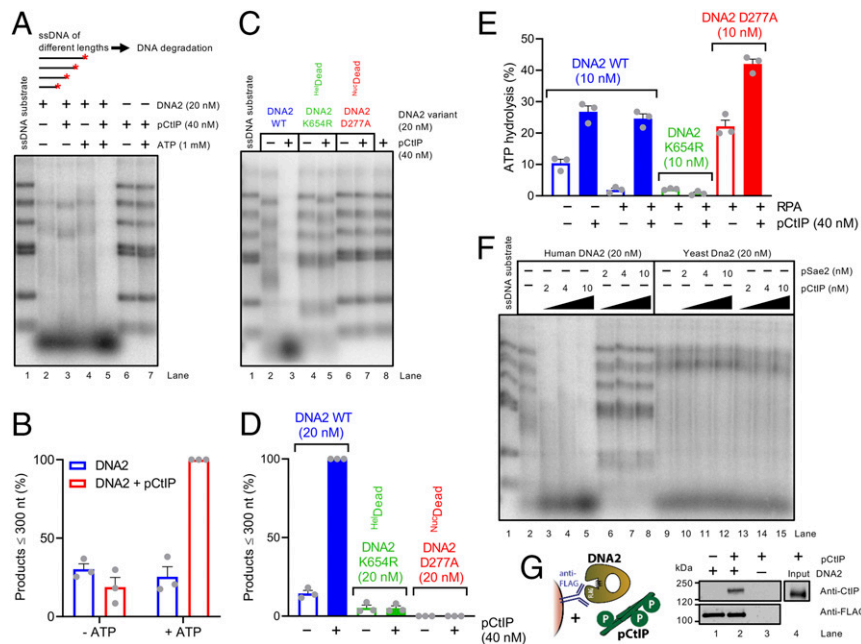 A
ssDNA of
different lengths
DNA degradation
+ + + + − − DNA2 (20 nM)
− + − + + + pCtIP (40 nM)
− − + + − + ATP (1 mM)
ssDNA substrate
1 2 3 4 5 6 7 Lane
B
Products ≤ 300 nt (%)
100
50
0
DNA2
DNA2 + pCtIP
- ATP + ATP
C
ssDNA substrate
HelDead
NucDead
DNA2
WT
DNA2
K654R
DNA2
D277A
DNA2 variant
(20 nM)
− + − + − + + pCtIP
(40 nM)
1 2 3 4 5 6 7 8 Lane
D
DNA2 WT
(20 nM)
Products ≤ 300 nt (%)
100
50
0
HelDead
DNA2
K654R
(20 nM)
NucDead
DNA2
D277A
(20 nM)
− + − + − + pCtIP
(40 nM)
E
DNA2 D277A
(10 nM)
DNA2 WT
(10 nM)
DNA2
K654R
(10 nM)
ATP hydrolysis (%)
50
40
30
20
10
0
− − + + + + + + RPA
− + − + − + − + pCtIP (40 nM)
F
ssDNA substrate
Human DNA2 (20 nM) Yeast Dna2 (20 nM)
− − − − 2 4 10 − 2 4 10 − − − pSae2 (nM)
− 2 4 10 − − − − − − − 2 4 10 pCtIP (nM)
1 2 3 4 5 6 7 8 9 10 11 12 13 14 15 Lane
G
anti-
FLAG
DNA2
FLAG
+
P P P
pCtIP
− + + + pCtIP
+ + − Input DNA2
kDa
250
150
Anti-CtIP
120
100
Anti-FLAG
1 2 3 4 Lane